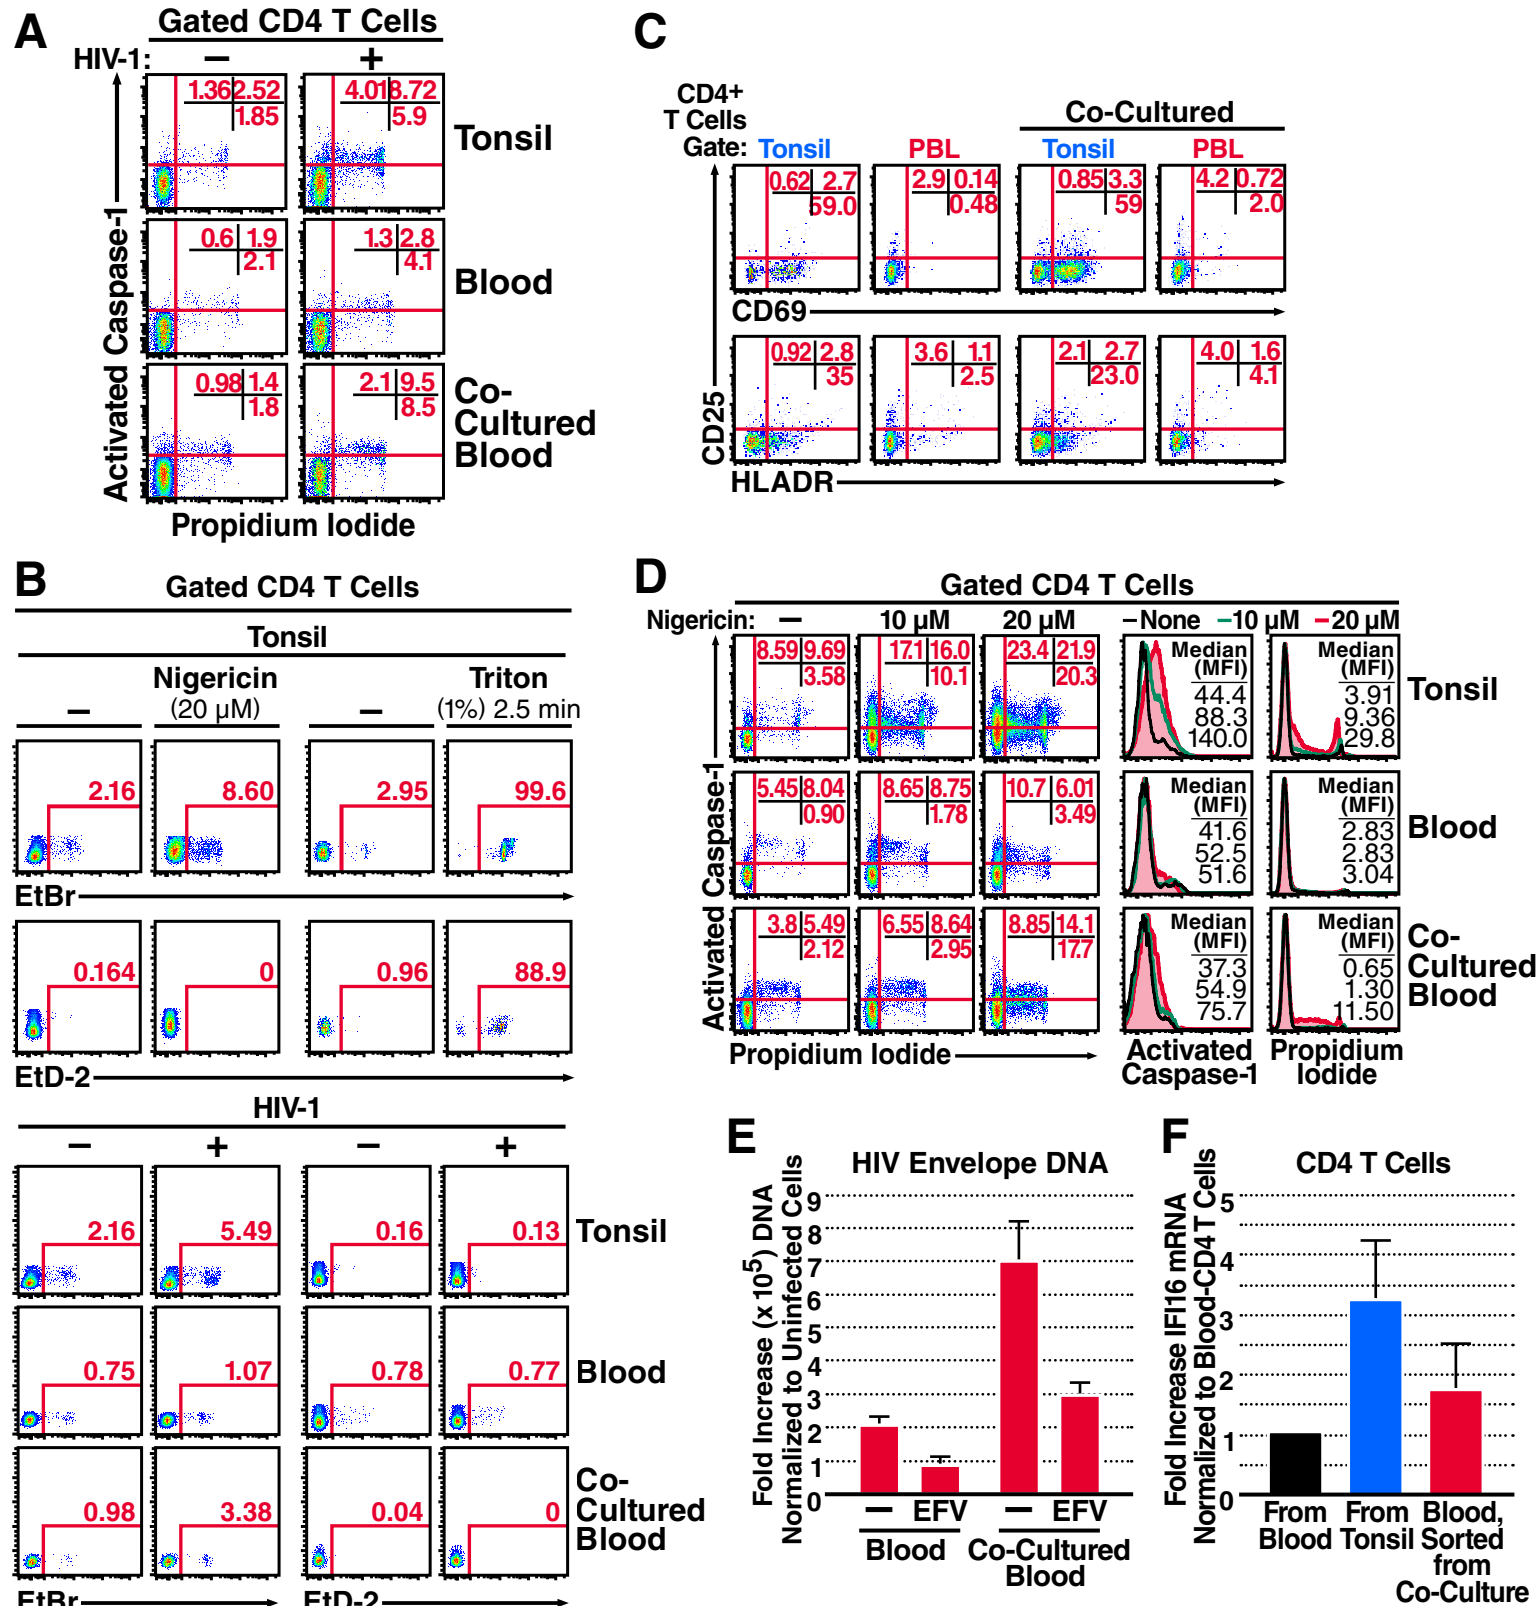 A
Gated CD4 T Cells
HIV-1: − +
1.36 2.52
1.85
4.01 8.72
5.9
Tonsil
0.6 1.9
2.1
1.3 2.8
4.1
Blood
0.98 1.4
1.8
2.1 9.5
8.5
Co-
Cultured
Blood
Activated Caspase-1
Propidium Iodide
B
Gated CD4 T Cells
Tonsil
− Nigericin − Triton
(20 µM) (1%) 2.5 min
2.16 8.60 2.95 99.6
EtBr
0.164 0 0.96 88.9
EtD-2
HIV-1
− + − +
2.16 5.49 0.16 0.13 Tonsil
0.75 1.07 0.78 0.77 Blood
0.98 3.38 0.04 0
Co-
Cultured
Blood
EtBr EtD-2
C
CD4+
T Cells
Gate:
Co-Cultured
Tonsil PBL Tonsil PBL
0.62 2.7
59.0
2.9 0.14
0.48
0.85 3.3
59
4.2 0.72
2.0
CD69
0.92 2.8
35
3.6 1.1
2.5
2.1 2.7
23.0
4.0 1.6
4.1
CD25
HLADR
D
Gated CD4 T Cells
Nigericin: − 10 µM 20 µM −None −10 µM −20 µM
8.59 9.69
3.58
17.1 16.0
10.1
23.4 21.9
20.3
Median
(MFI)
44.4
88.3
140.0
Median
(MFI)
3.91
9.36
29.8
Tonsil
5.45 8.04
0.90
8.65 8.75
1.78
10.7 6.01
3.49
Median
(MFI)
41.6
52.5
51.6
Median
(MFI)
2.83
2.83
3.04
Blood
3.8 5.49
2.12
6.55 8.64
2.95
8.85 14.1
17.7
Median
(MFI)
37.3
54.9
75.7
Median
(MFI)
0.65
1.30
11.50
Co-
Cultured
Blood
Activated Caspase-1
Propidium Iodide
Activated
Caspase-1
Propidium
Iodide
E
HIV Envelope DNA
Fold Increase (x 10⁵) DNA
Normalized to Uninfected Cells
9
8
7
6
5
4
3
2
1
0
− EFV − EFV
Blood
Co-Cultured
Blood
F
CD4 T Cells
Fold Increase IFI16 mRNA
Normalized to Blood-CD4 T Cells
5
4
3
2
1
0
From
Blood
From
Tonsil
Blood,
Sorted
from
Co-Culture